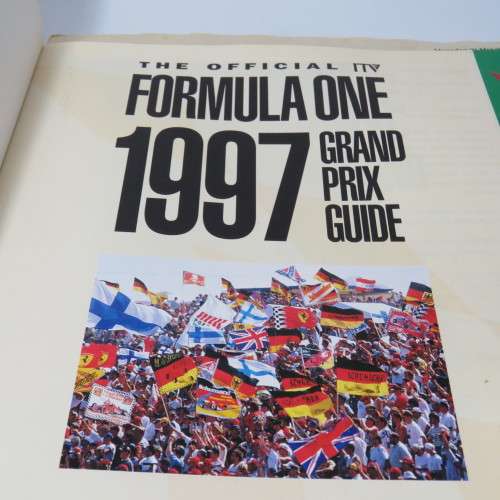 THE OFFICIAL ITV
FORMULA ONE
1997 GRAND
PRIX
GUIDE